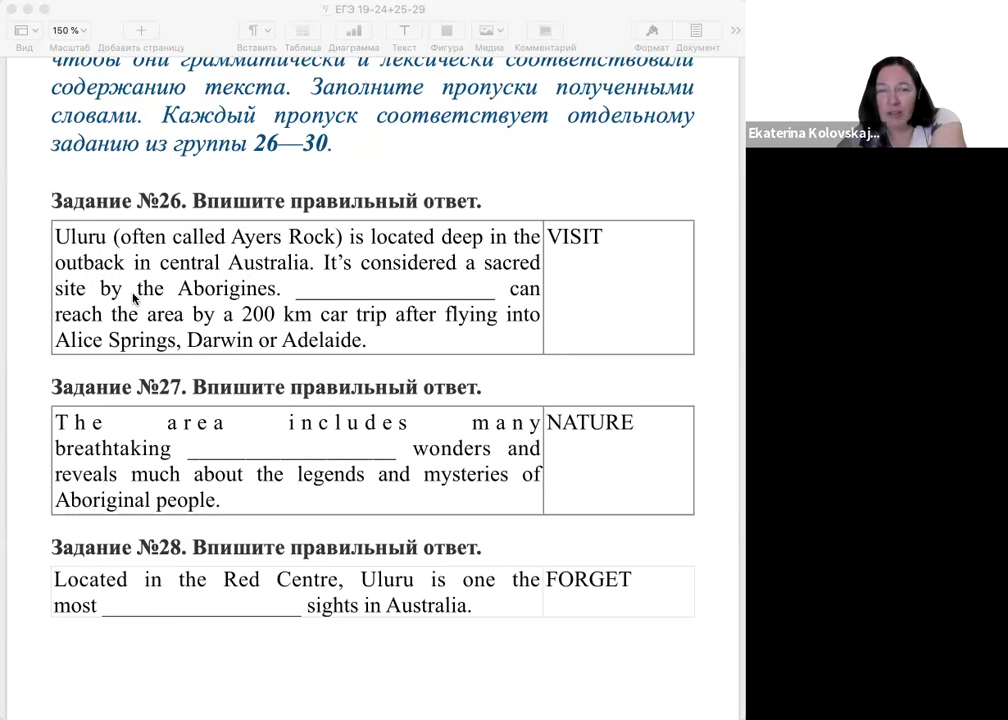 ЕГЭ 19-24+25-29
150 %
Вид
Масштаб
Добавить страницу
Вставить
Таблица
Диаграмма
Текст
Фигура
Медиа
Комментарий
Формат
Документ
чтобы они грамматически и лексически соответствовали
содержанию текста. Заполните пропуски полученными
словами. Каждый пропуск соответствует отдельному
заданию из группы 26—30.
Задание №26. Впишите правильный ответ.
Uluru (often called Ayers Rock) is located deep in the
outback in central Australia. It’s considered a sacred
site by the Aborigines. __________________ can
reach the area by a 200 km car trip after flying into
Alice Springs, Darwin or Adelaide.
VISIT
Задание №27. Впишите правильный ответ.
The area includes many
breathtaking ___________________ wonders and
reveals much about the legends and mysteries of
Aboriginal people.
NATURE
Задание №28. Впишите правильный ответ.
Located in the Red Centre, Uluru is one the
most __________________ sights in Australia.
FORGET
Ekaterina Kolovskaj...